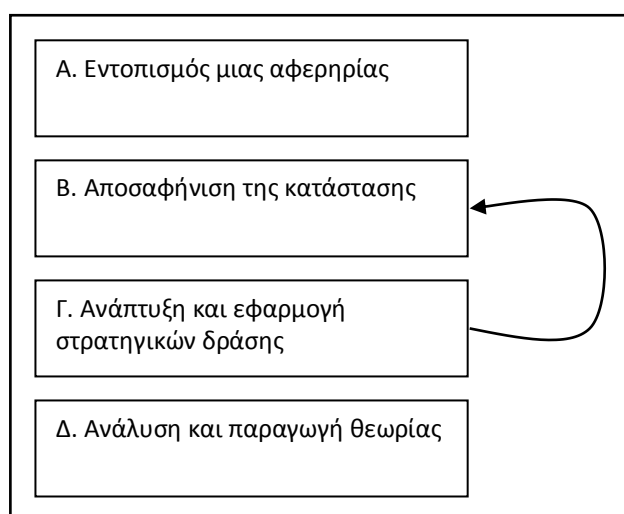 Α. Εντοπισμός μιας αφερηρίας
Β. Αποσαφήνιση της κατάστασης
Γ. Ανάπτυξη και εφαρμογή
στρατηγικών δράσης
Δ. Ανάλυση και παραγωγή θεωρίας